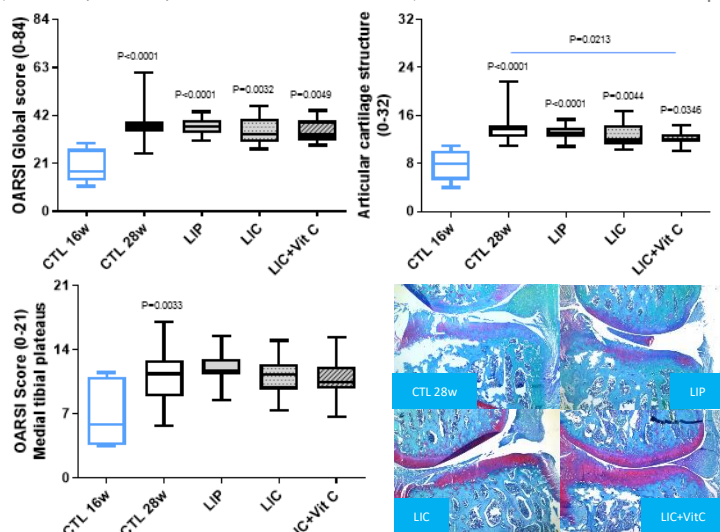 OARSI Global score (0-84)
84
63
42
21
0
P<0.0001
P<0.0001
P=0.0032
P=0.0049
CTL 16w
CTL 28w
LIP
LIC
LIC+Vit C
Articular cartilage structure
(0-32)
32
24
16
8
0
P=0.0213
P<0.0001
P<0.0001
P=0.0044
P=0.0346
CTL 16w
CTL 28w
LIP
LIC
LIC+Vit C
OARSI Score (0-21)
Medial tibial plateaus
21
14
7
0
P=0.0033
CTL 16w
CTL 28w
LIP
LIC
LIC+Vit C
CTL 28w
LIP
LIC
LIC+VitC